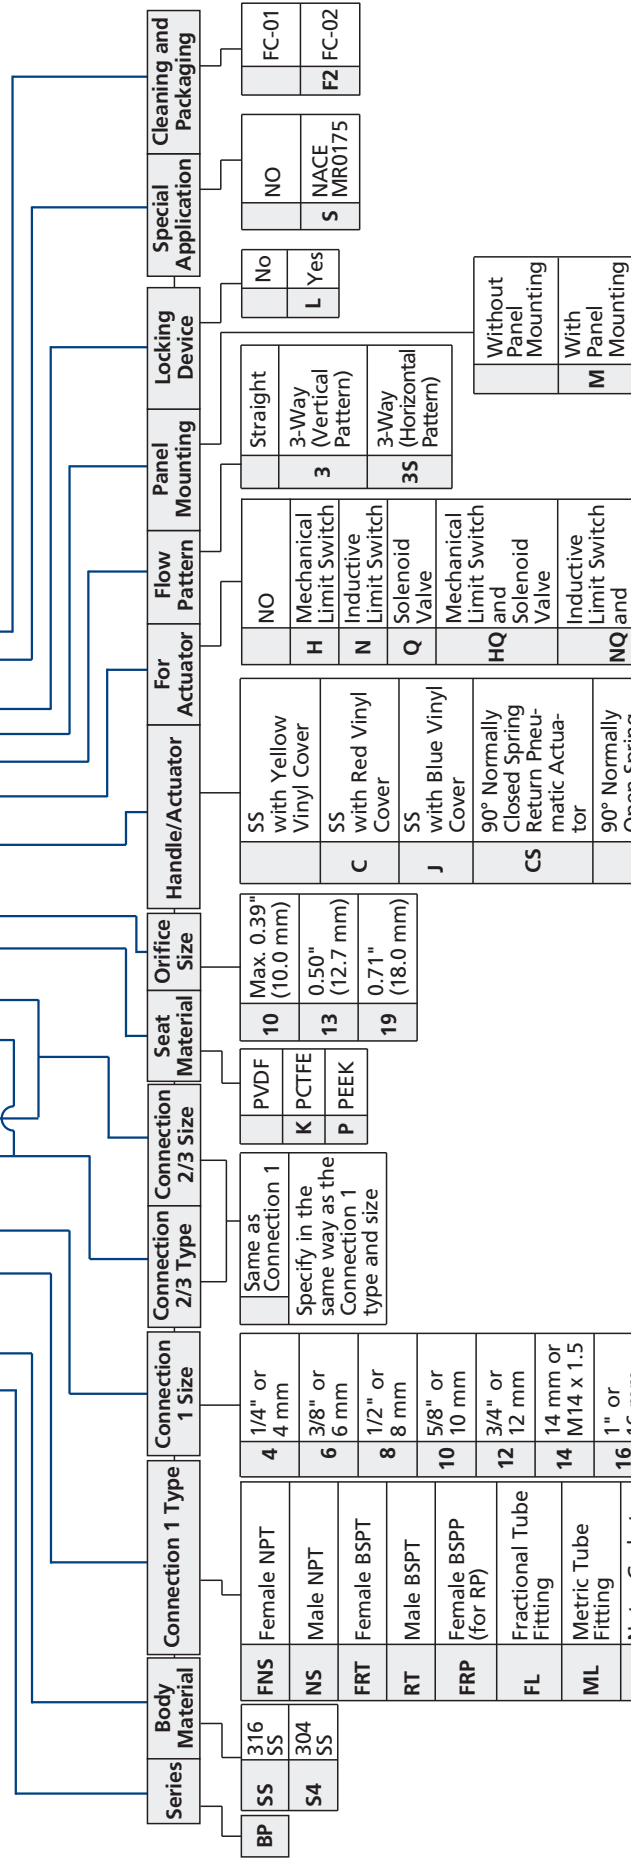 Series
BP
Body
Material
SS
316
SS
S4
304
SS
Connection 1 Type
FNS
Female NPT
NS
Male NPT
FRT
Female BSPT
RT
Male BSPT
FRP
Female BSPP
(for RP)
FL
Fractional Tube
Fitting
ML
Metric Tube
Fitting
Connection
1 Size
4
1/4" or
4 mm
6
3/8" or
6 mm
8
1/2" or
8 mm
10
5/8" or
10 mm
12
3/4" or
12 mm
14
14 mm or
M14 x 1.5
16
1" or
Connection
2/3 Type
Connection
2/3 Size
Same as
Connection 1
Specify in the
same way as the
Connection 1
type and size
Seat
Material
PVDF
K
PCTFE
P
PEEK
Orifice
Size
10
Max. 0.39"
(10.0 mm)
13
0.50"
(12.7 mm)
19
0.71"
(18.0 mm)
Handle/Actuator
SS
with Yellow
Vinyl Cover
C
SS
with Red Vinyl
Cover
J
SS
with Blue Vinyl
Cover
CS
90° Normally
Closed Spring
Return Pneu-
matic Actua-
tor
90° Normally
Open Spring
For
Actuator
NO
H
Mechanical
Limit Switch
N
Inductive
Limit Switch
Q
Solenoid
Valve
HQ
Mechanical
Limit Switch
and
Solenoid
Valve
NQ
Inductive
Limit Switch
and
Flow
Pattern
Straight
3
3-Way
(Vertical
Pattern)
3S
3-Way
(Horizontal
Pattern)
Panel
Mounting
Without
Panel
Mounting
M
With
Panel
Mounting
Locking
Device
No
L
Yes
Special
Application
NO
S
NACE
MR0175
Cleaning and
Packaging
FC-01
F2
FC-02